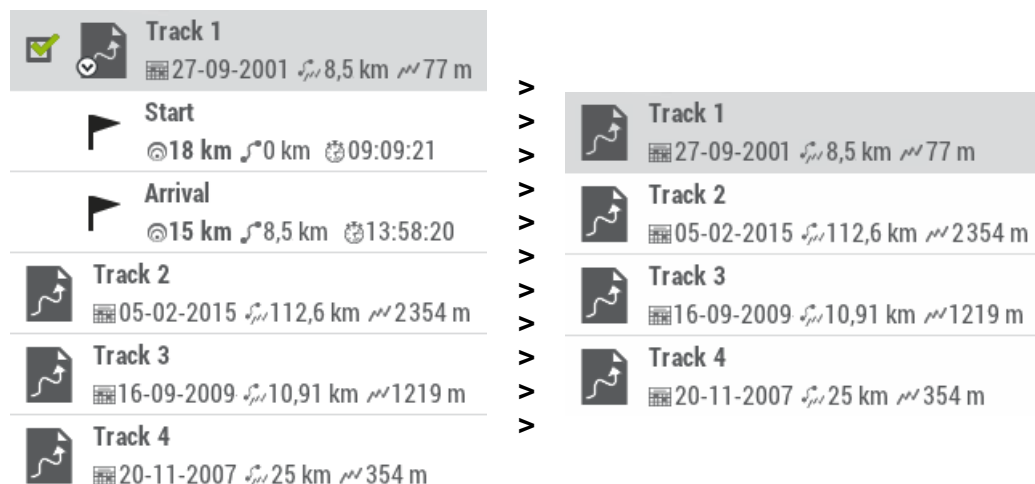 Track 1
27-09-2001 8,5 km 77 m
Start
18 km 0 km 09:09:21
Arrival
15 km 8,5 km 13:58:20
Track 2
05-02-2015 112,6 km 2354 m
Track 3
16-09-2009 10,91 km 1219 m
Track 4
20-11-2007 25 km 354 m
>
>
>
>
>
>
>
>
>
>
>
Track 1
27-09-2001 8,5 km 77 m
Track 2
05-02-2015 112,6 km 2354 m
Track 3
16-09-2009 10,91 km 1219 m
Track 4
20-11-2007 25 km 354 m